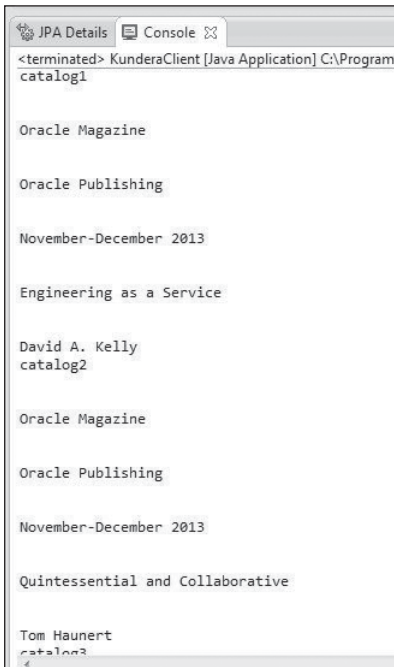 JPA Details Console
<terminated> KunderaClient [Java Application] C:\Program
catalog1
Oracle Magazine
Oracle Publishing
November-December 2013
Engineering as a Service
David A. Kelly
catalog2
Oracle Magazine
Oracle Publishing
November-December 2013
Quintessential and Collaborative
Tom Haunert
catalog3